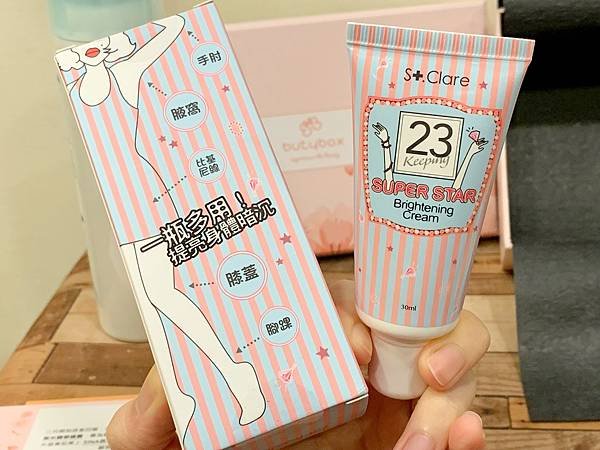 手肘
腋窩
比基
尼線
一瓶多用！
提亮身體暗沉
膝蓋
腳踝
butybox
St.Clare
23
Keeping
SUPER STAR
Brightening
Cream
30ml